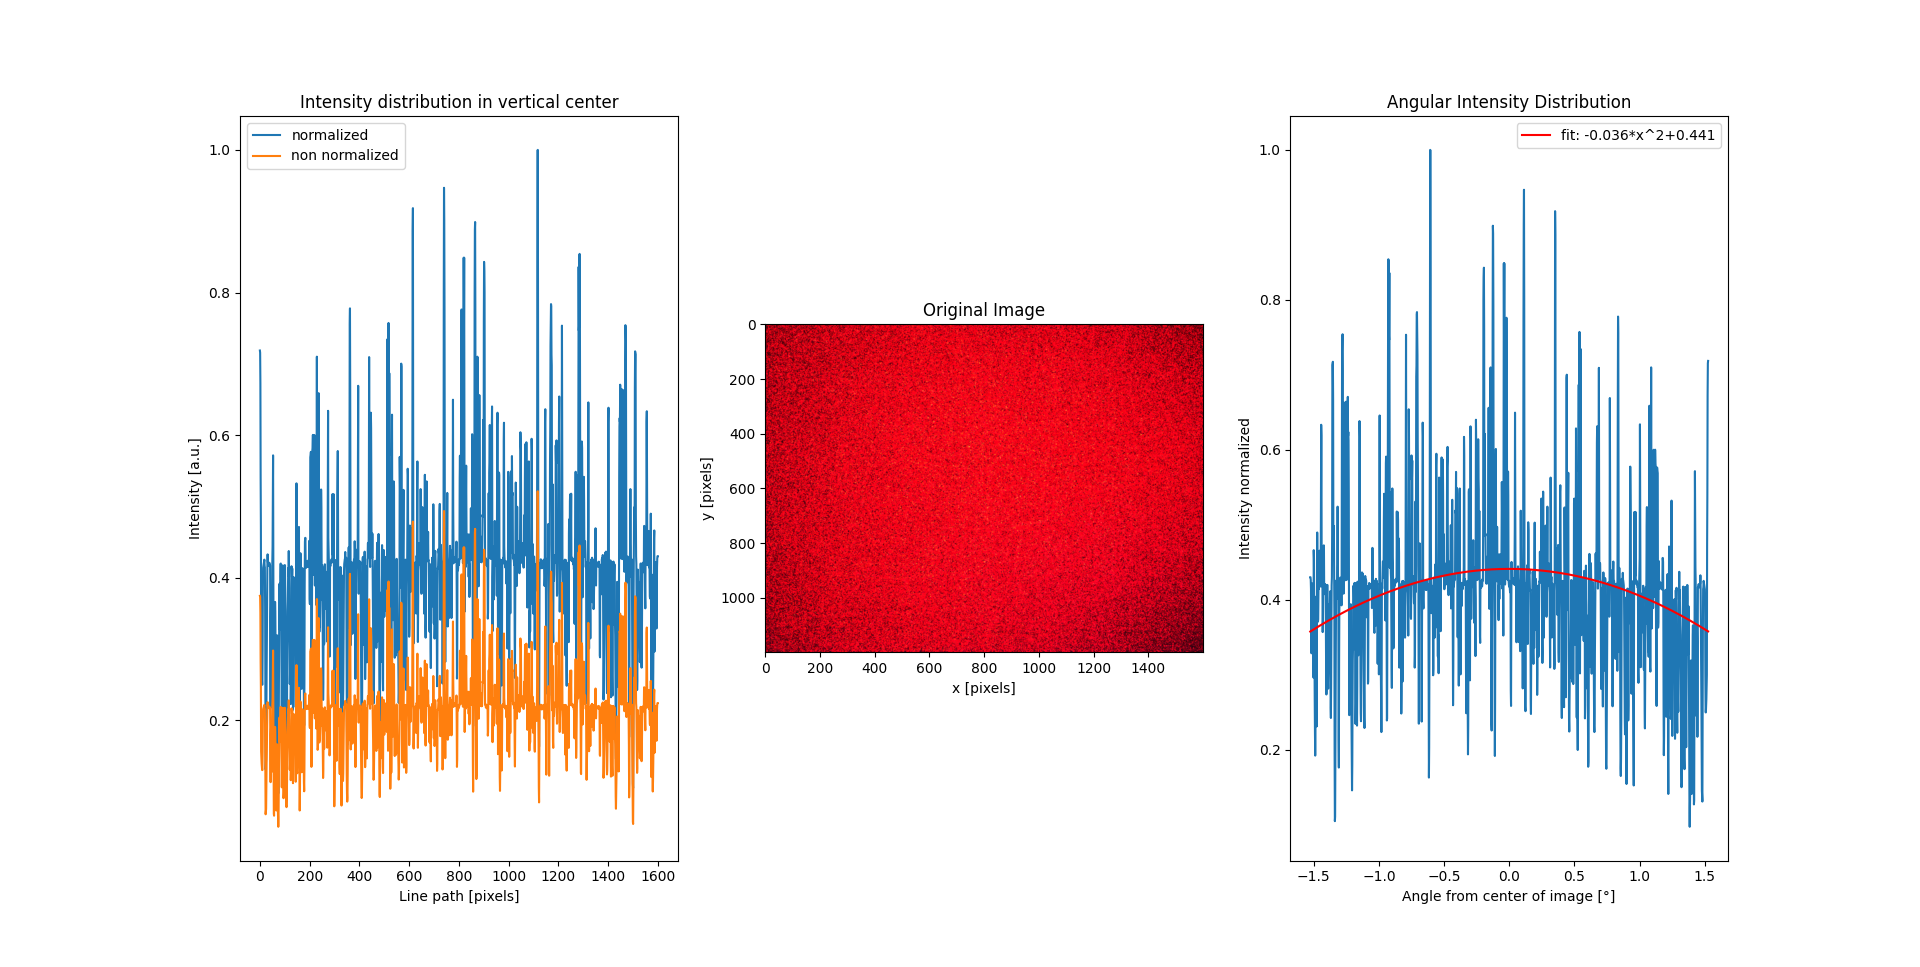 Intensity distribution in vertical center
normalized
non normalized
1.0
0.8
0.6
0.4
0.2
Intensity [a.u.]
0 200 400 600 800 1000 1200 1400 1600
Line path [pixels]
Original Image
0
200
400
600
800
1000
y [pixels]
0 200 400 600 800 1000 1200 1400
x [pixels]
Angular Intensity Distribution
fit: -0.036*x^2+0.441
1.0
0.8
0.6
0.4
0.2
Intensity normalized
−1.5 −1.0 −0.5 0.0 0.5 1.0 1.5
Angle from center of image [°]